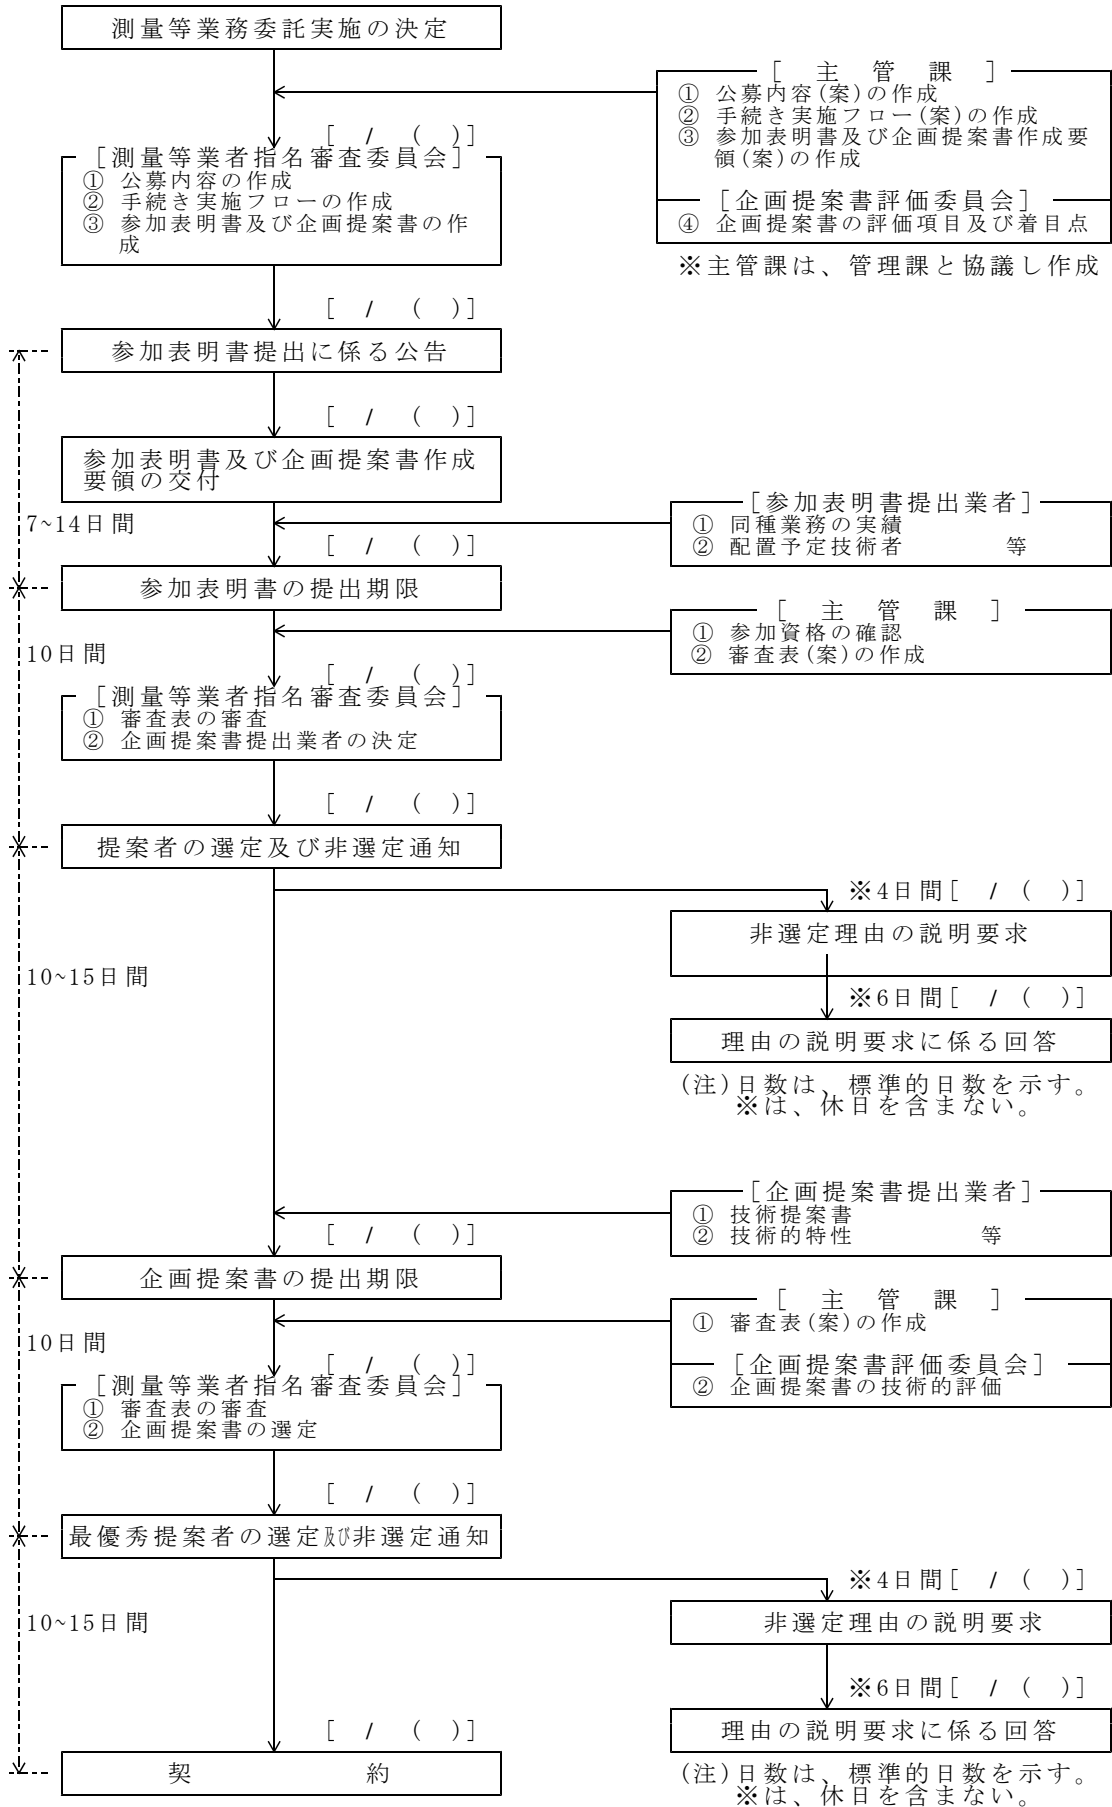 測量等業務委託実施の決定
[ 主 管 課 ]
① 公募内容(案)の作成
② 手続き実施フロー(案)の作成
③ 参加表明書及び企画提案書作成要
領(案)の作成
[企画提案書評価委員会]
④ 企画提案書の評価項目及び着目点
※主管課は、管理課と協議し作成
[ / ( )]
[測量等業者指名審査委員会]
① 公募内容の作成
② 手続き実施フローの作成
③ 参加表明書及び企画提案書の作
成
[ / ( )]
参加表明書提出に係る公告
[ / ( )]
参加表明書及び企画提案書作成
要領の交付
7~14日間
[参加表明書提出業者]
① 同種業務の実績
② 配置予定技術者 等
[ / ( )]
参加表明書の提出期限
[ 主 管 課 ]
① 参加資格の確認
② 審査表(案)の作成
10日間
[ / ( )]
[測量等業者指名審査委員会]
① 審査表の審査
② 企画提案書提出業者の決定
[ / ( )]
提案者の選定及び非選定通知
※4日間[ / ( )]
非選定理由の説明要求
10~15日間
※6日間[ / ( )]
理由の説明要求に係る回答
(注)日数は、標準的日数を示す。
※は、休日を含まない。
[企画提案書提出業者]
① 技術提案書
② 技術的特性 等
[ / ( )]
企画提案書の提出期限
[ 主 管 課 ]
① 審査表(案)の作成
[企画提案書評価委員会]
② 企画提案書の技術的評価
10日間
[ / ( )]
[測量等業者指名審査委員会]
① 審査表の審査
② 企画提案書の選定
[ / ( )]
最優秀提案者の選定及び非選定通知
※4日間[ / ( )]
非選定理由の説明要求
10~15日間
※6日間[ / ( )]
理由の説明要求に係る回答
[ / ( )]
契 約
(注)日数は、標準的日数を示す。
※は、休日を含まない。